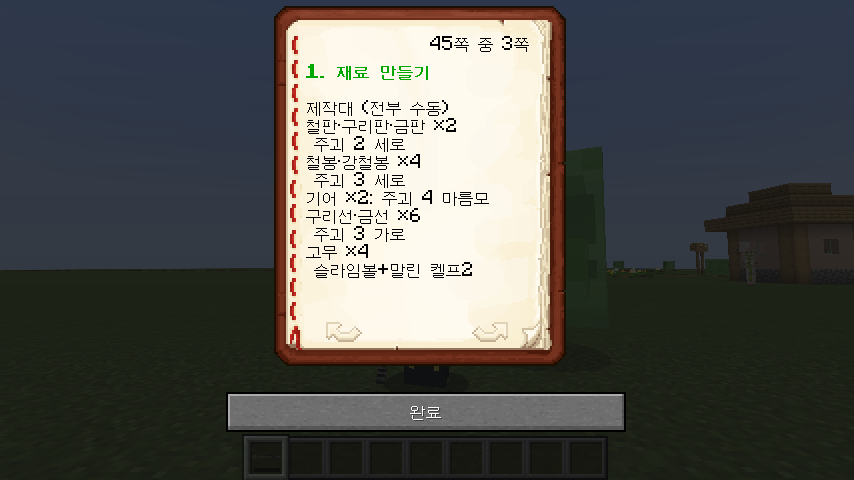 45쪽 중 3쪽
1. 재료 만들기
제작대 (전부 수동)
철판·구리판·금판 ×2
주괴 2 세로
철봉·강철봉 ×4
주괴 3 세로
기어 ×2: 주괴 4 마름모
구리선·금선 ×6
주괴 3 가로
고무 ×4
슬라임볼+말린 켈프2
완료